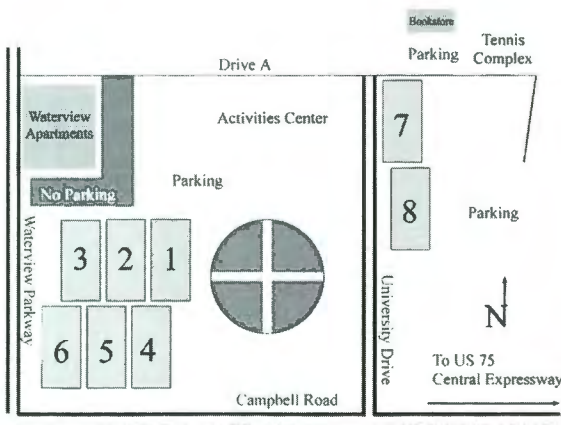 Bookstore
Parking
Tennis
Complex
Drive A
Waterview
Apartments
Activities Center
7
No Parking
Parking
8
Parking
Waterview Parkway
3
2
1
6
5
4
University Drive
N
To US 75
Central Expressway
Campbell Road